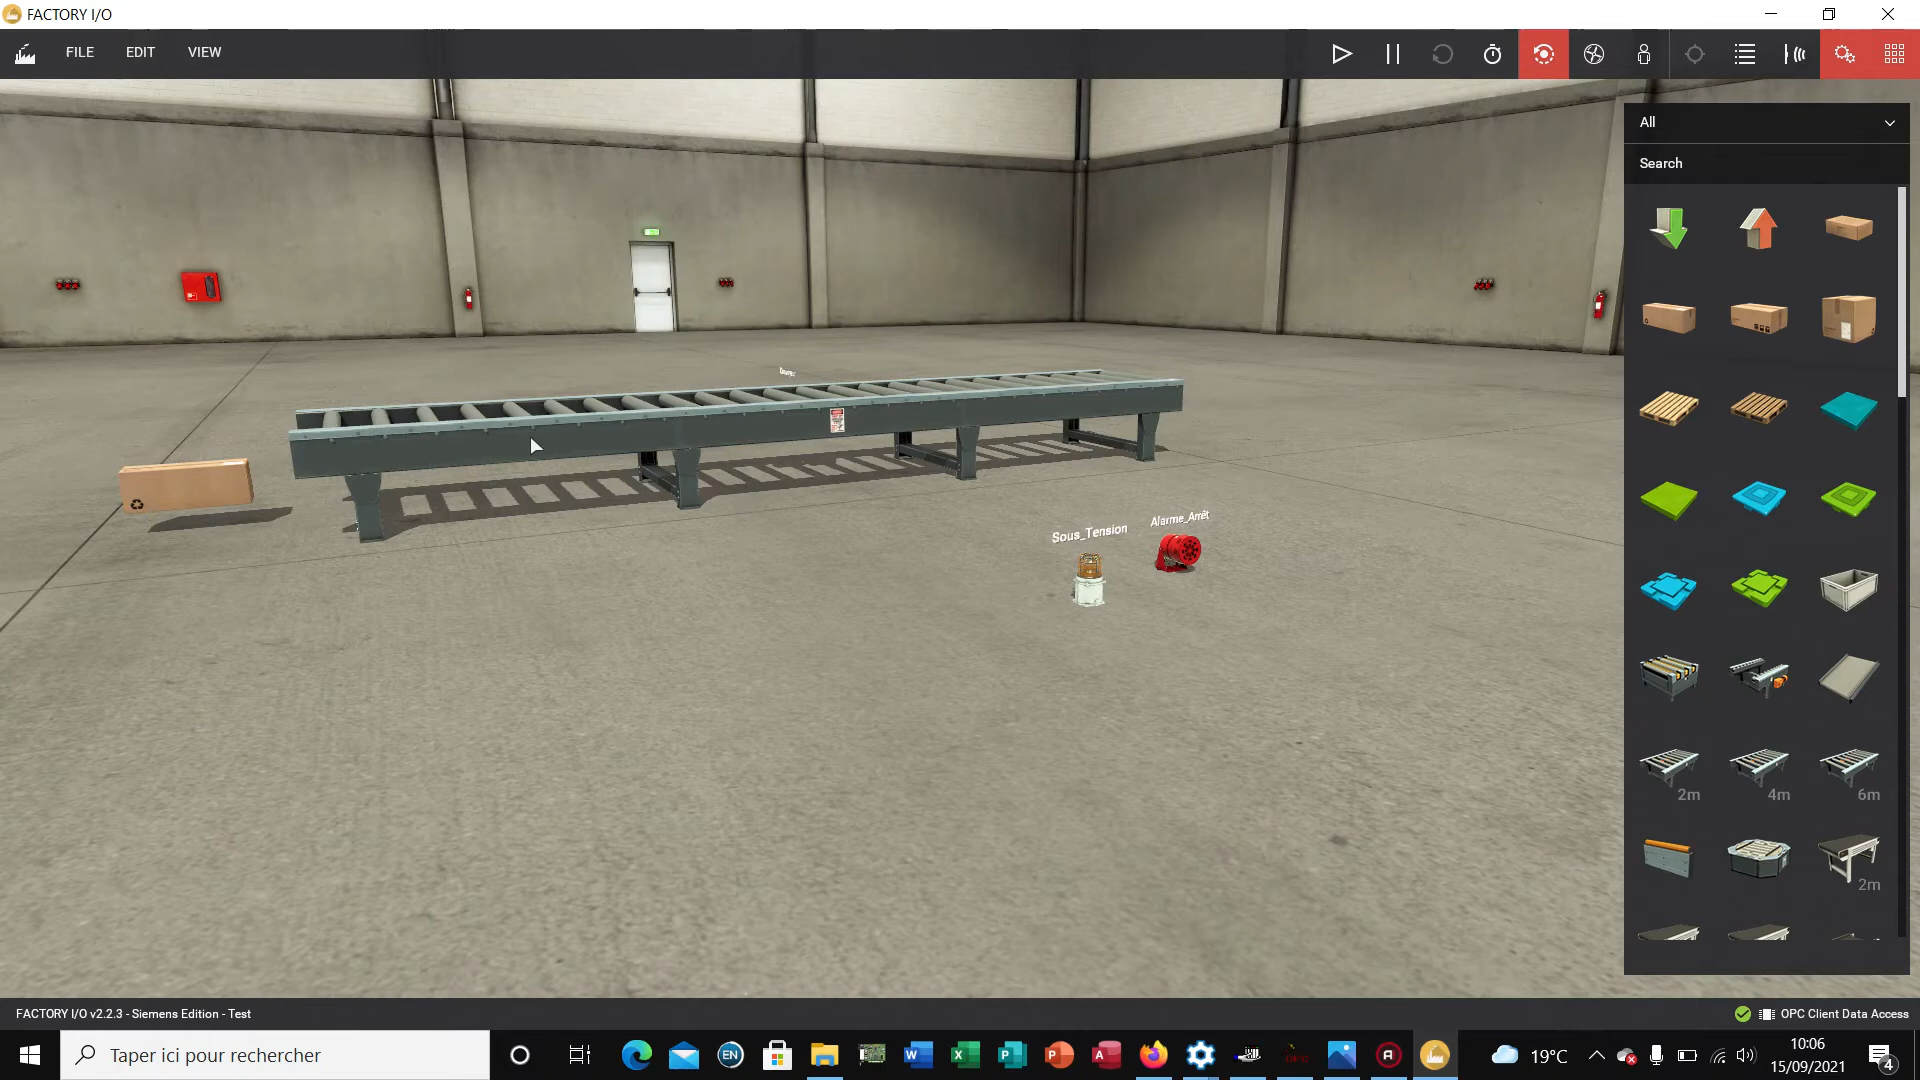 FACTORY I/O
FILE
EDIT
VIEW
All
Search
Sous_Tension
Alarme_Arrêt
2m
4m
6m
2m
FACTORY I/O v2.2.3 - Siemens Edition - Test
OPC Client Data Access
Taper ici pour rechercher
EN
19°C
10:06
15/09/2021
4